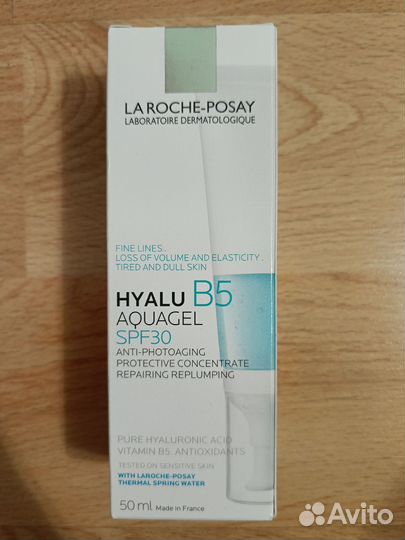 LA ROCHE-POSAY
LABORATOIRE DERMATOLOGIQUE
FINE LINES.
LOSS OF VOLUME AND ELASTICITY.
TIRED AND DULL SKIN
HYALU B5
AQUAGEL
SPF30
ANTI-PHOTOAGING
PROTECTIVE CONCENTRATE
REPAIRING REPLUMPING
PURE HYALURONIC ACID
VITAMIN B5. ANTIOXIDANTS
TESTED ON SENSITIVE SKIN
WITH LAROCHE-POSAY
THERMAL SPRING WATER
50 ml Made in France
Avito